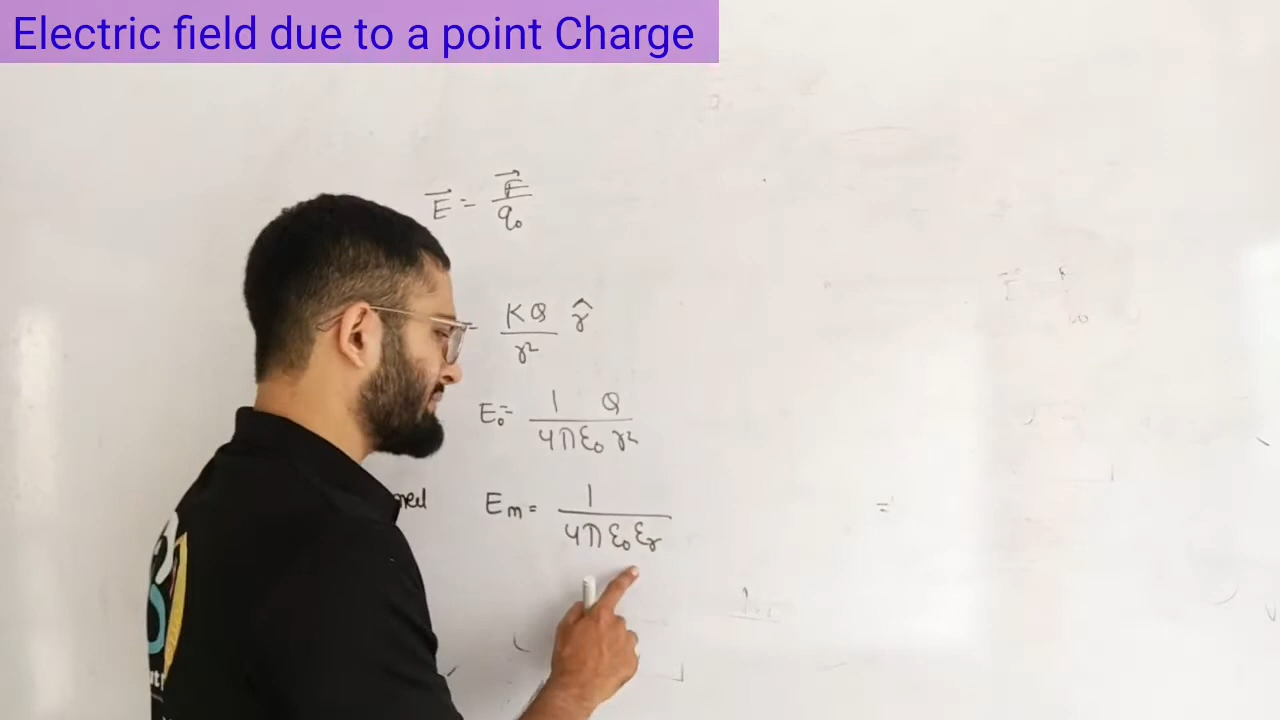 Electric field due to a point Charge
E⃗ = F⃗ / q₀
= KQ / r² r̂
E₀ = 1 Q / 4πε₀ r²
Eₘ = 1 / 4πε₀εᵣ